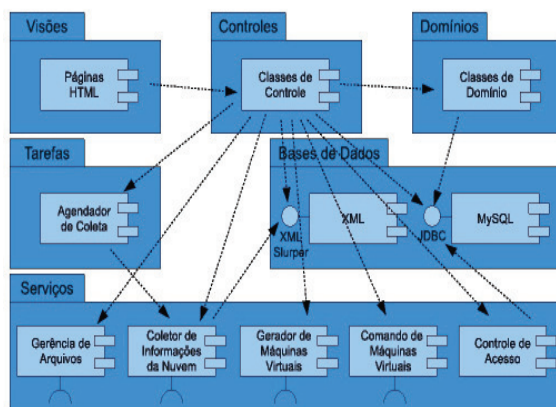 Visões
Controles
Domínios
Páginas
HTML
Classes de
Controle
Classes de
Domínio
Tarefas
Bases de Dados
Agendador
de Coleta
XML
MySQL
XML
Slurper
JDBC
Serviços
Gerência de
Arquivos
Coletor de
Informações
da Nuvem
Gerador de
Máquinas
Virtuais
Comando de
Máquinas
Virtuais
Controle de
Acesso